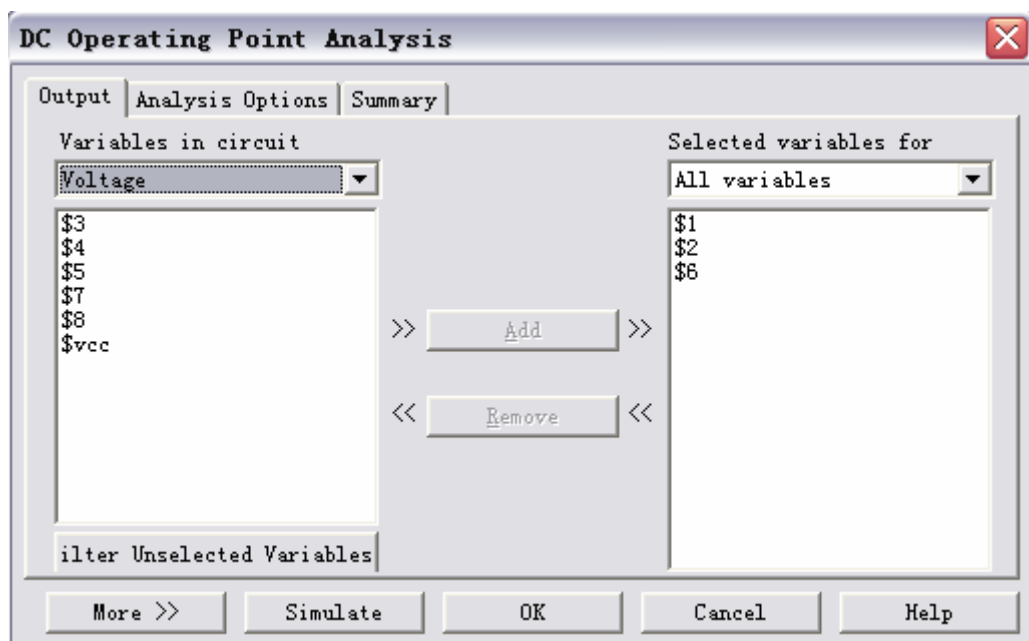 DC Operating Point Analysis
Output Analysis Options Summary
Variables in circuit
Voltage
$3
$4
$5
$7
$8
$vcc
ilter Unselected Variables
>> Add >>
<< Remove <<
Selected variables for
All variables
$1
$2
$6
More >> Simulate OK Cancel Help